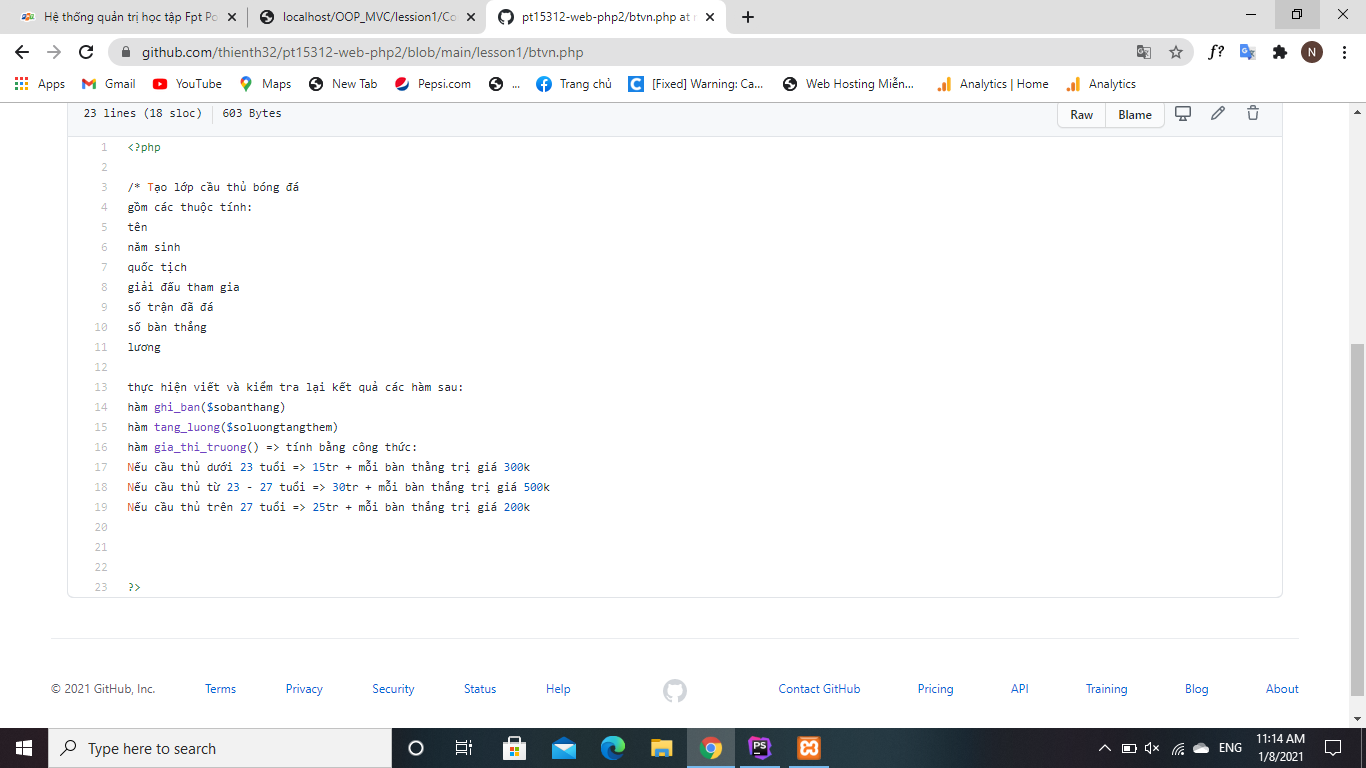 Hệ thống quản trị học tập Fpt Po
localhost/OOP_MVC/lession1/Co
pt15312-web-php2/btvn.php at
github.com/thienth32/pt15312-web-php2/blob/main/lesson1/btvn.php
f?
N
Apps
Gmail
YouTube
Maps
New Tab
Pepsi.com
...
Trang chủ
[Fixed] Warning: Ca...
Web Hosting Miễn...
Analytics | Home
Analytics
23 lines (18 sloc)
603 Bytes
Raw
Blame
1 <?php
2
3 /* Tạo lớp cầu thủ bóng đá
4 gồm các thuộc tính:
5 tên
6 năm sinh
7 quốc tịch
8 giải đấu tham gia
9 số trận đã đá
10 số bàn thắng
11 lương
12
13 thực hiện viết và kiểm tra lại kết quả các hàm sau:
14 hàm ghi_ban($sobanthang)
15 hàm tang_luong($soluongtangthem)
16 hàm gia_thi_truong() => tính bằng công thức:
17 Nếu cầu thủ dưới 23 tuổi => 15tr + mỗi bàn thắng trị giá 300k
18 Nếu cầu thủ từ 23 - 27 tuổi => 30tr + mỗi bàn thắng trị giá 500k
19 Nếu cầu thủ trên 27 tuổi => 25tr + mỗi bàn thắng trị giá 200k
20
21
22
23 ?>
© 2021 GitHub, Inc.
Terms
Privacy
Security
Status
Help
Contact GitHub
Pricing
API
Training
Blog
About
Type here to search
PS
ENG
11:14 AM
1/8/2021